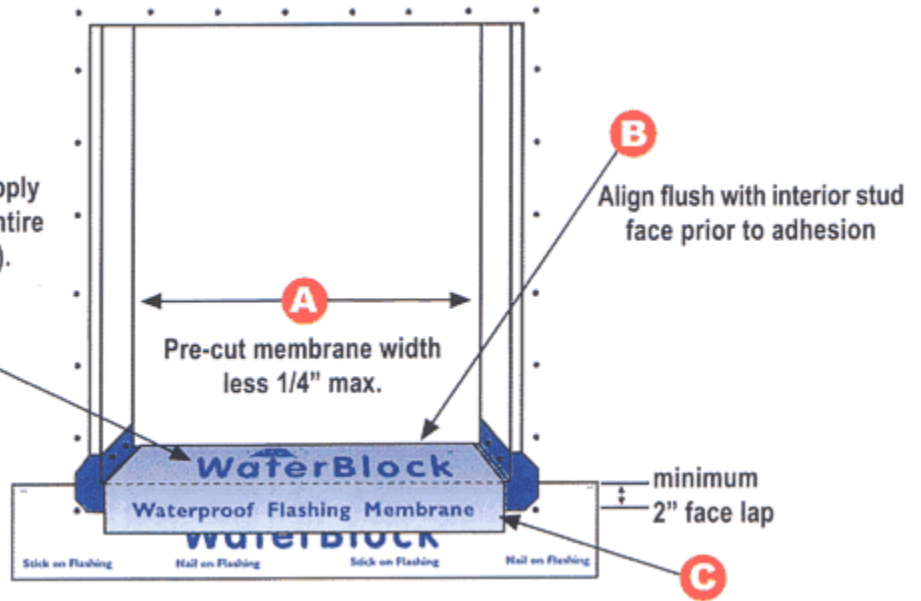 B
Align flush with interior stud
face prior to adhesion
A
Pre-cut membrane width
less 1/4” max.
WaterBlock
Waterproof Flashing Membrane
minimum
2” face lap
WaterBlock
Stick on Flashing
Nail on Flashing
Stick on Flashing
Nail on Flashing
C